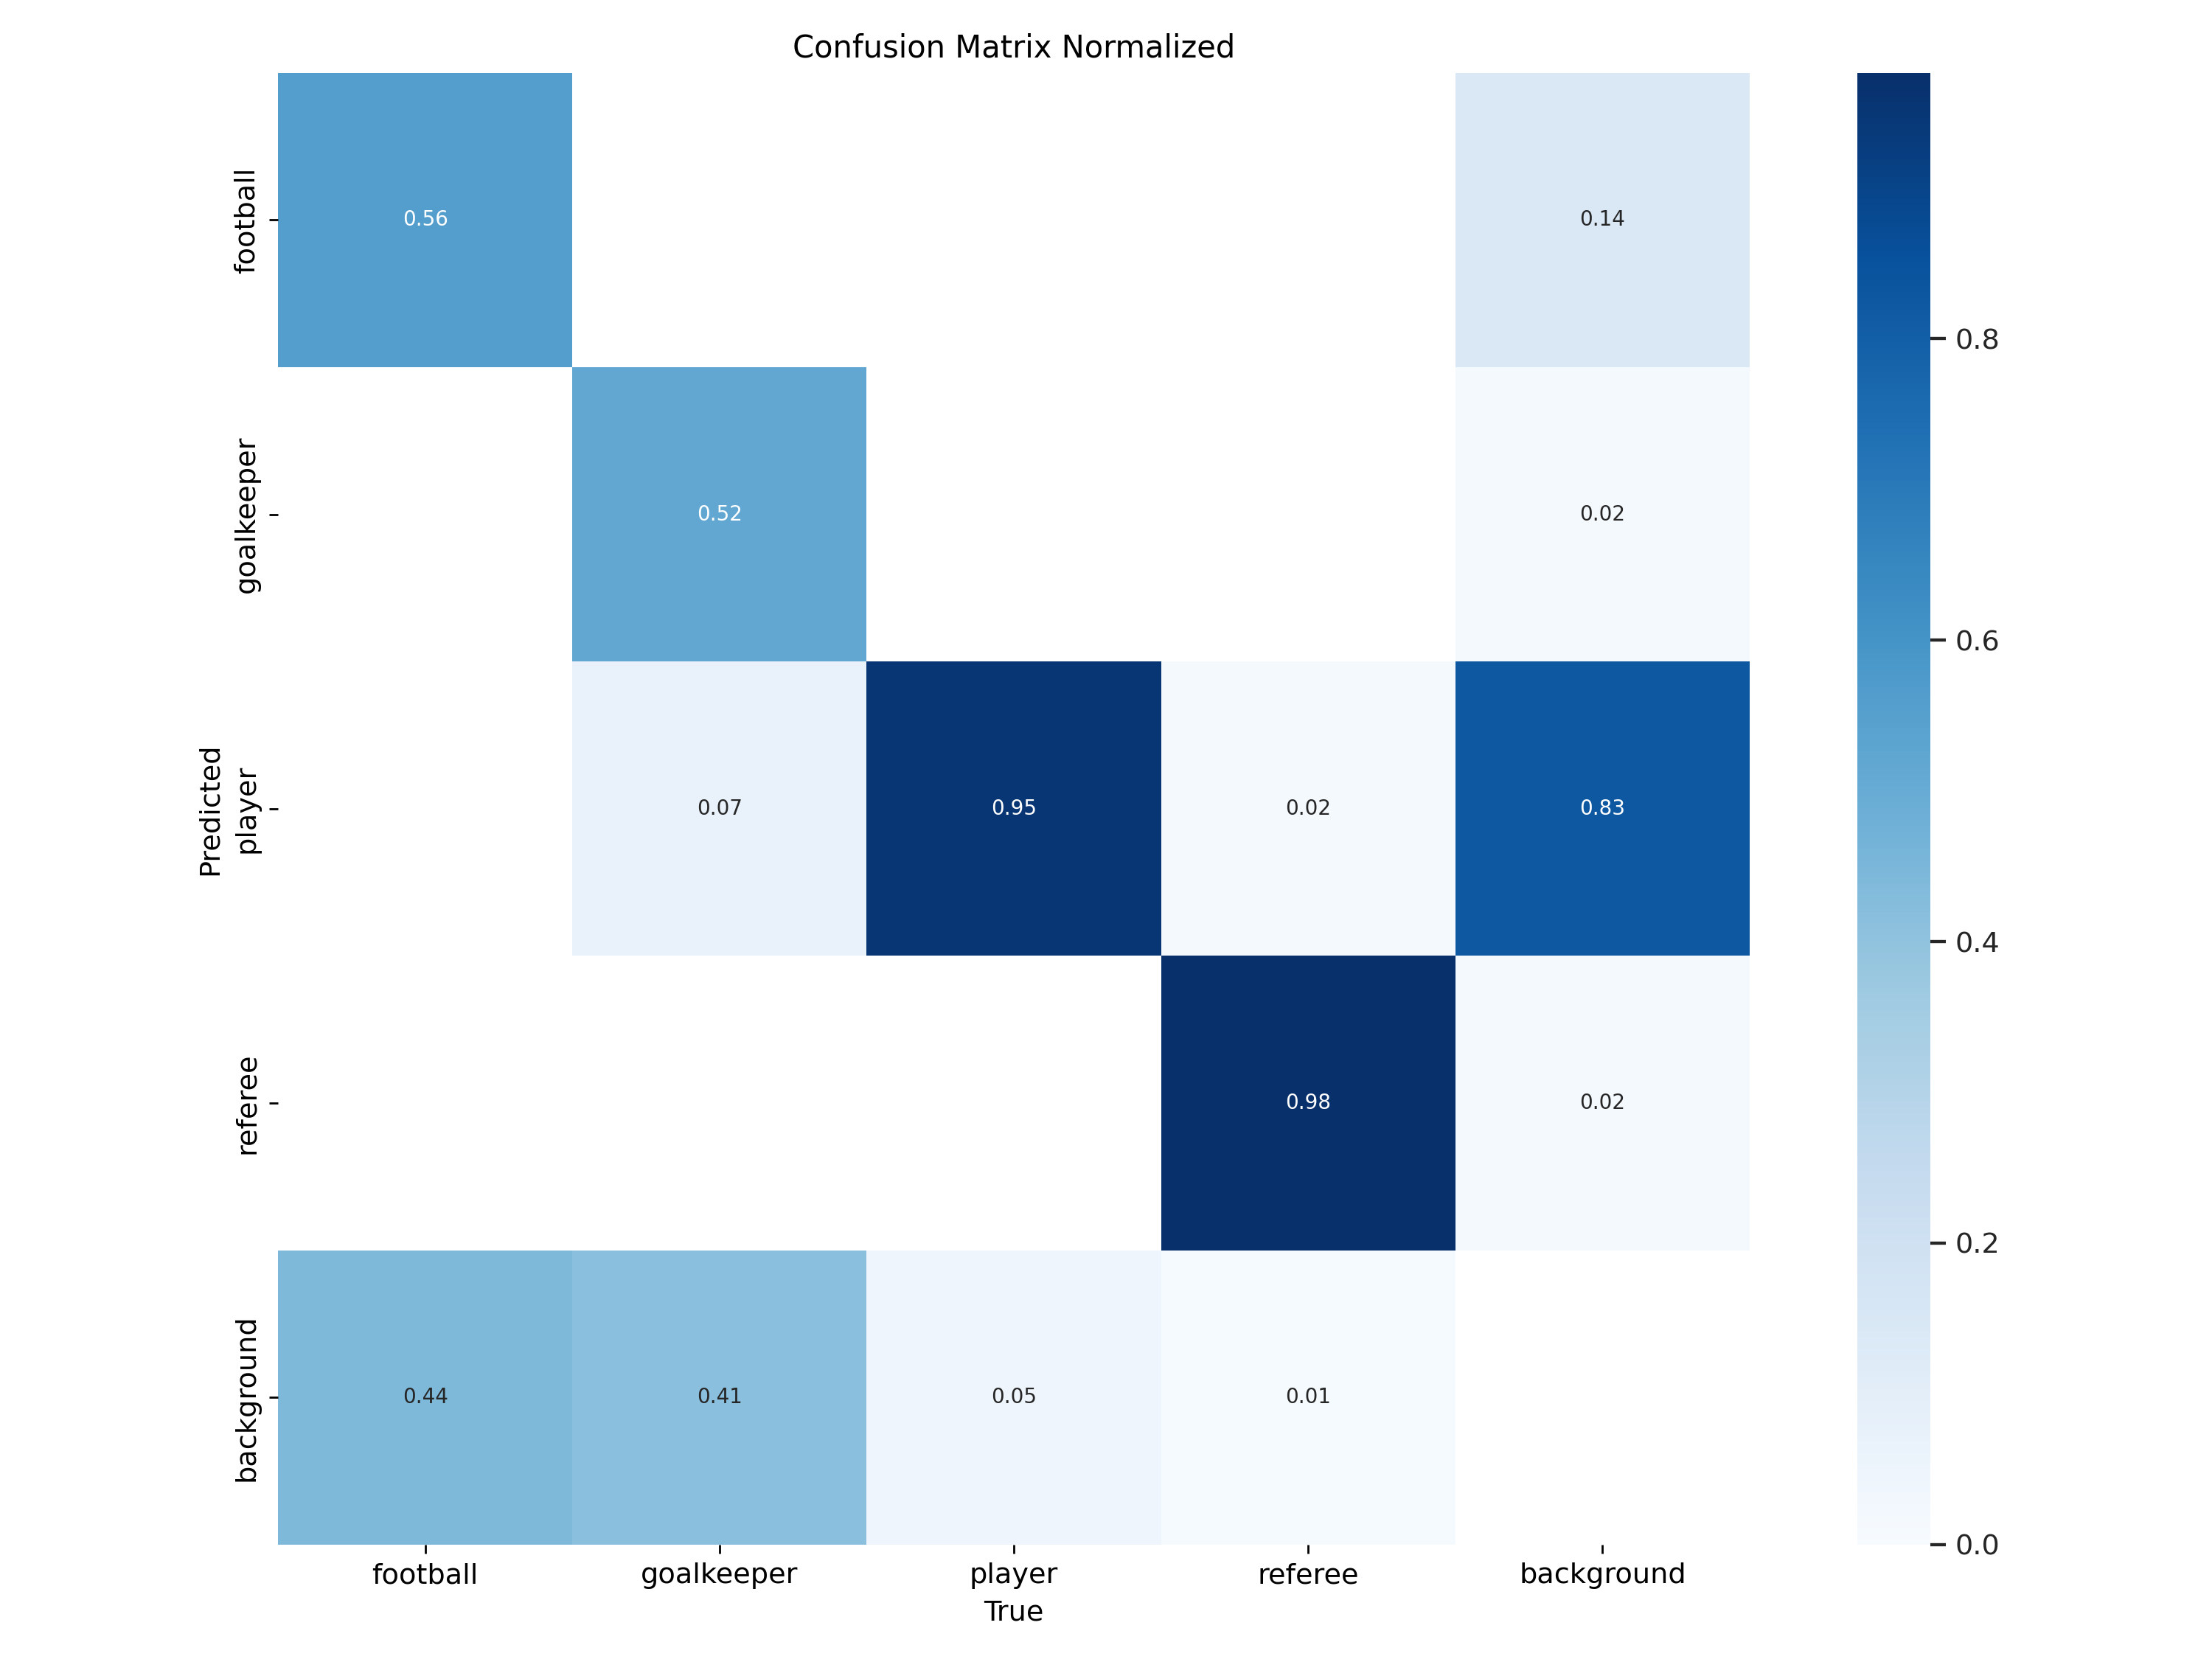 Confusion Matrix Normalized
football
0.56
0.14
goalkeeper
0.52
0.02
Predicted
player
0.07
0.95
0.02
0.83
referee
0.98
0.02
background
0.44
0.41
0.05
0.01
football goalkeeper player referee background
True
0.8
0.6
0.4
0.2
0.0